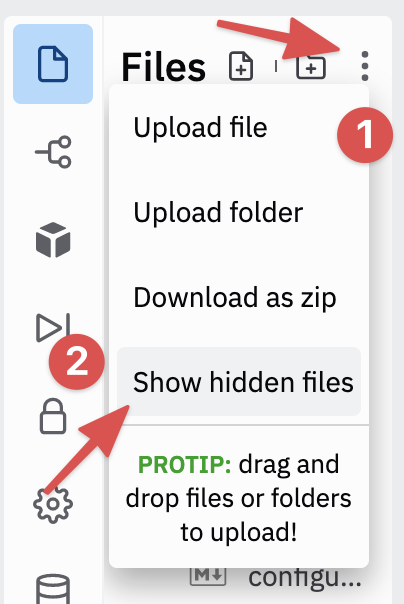 Files
1
Upload file
Upload folder
Download as zip
2
Show hidden files
PROTIP: drag and
drop files or folders
to upload!
M configu...